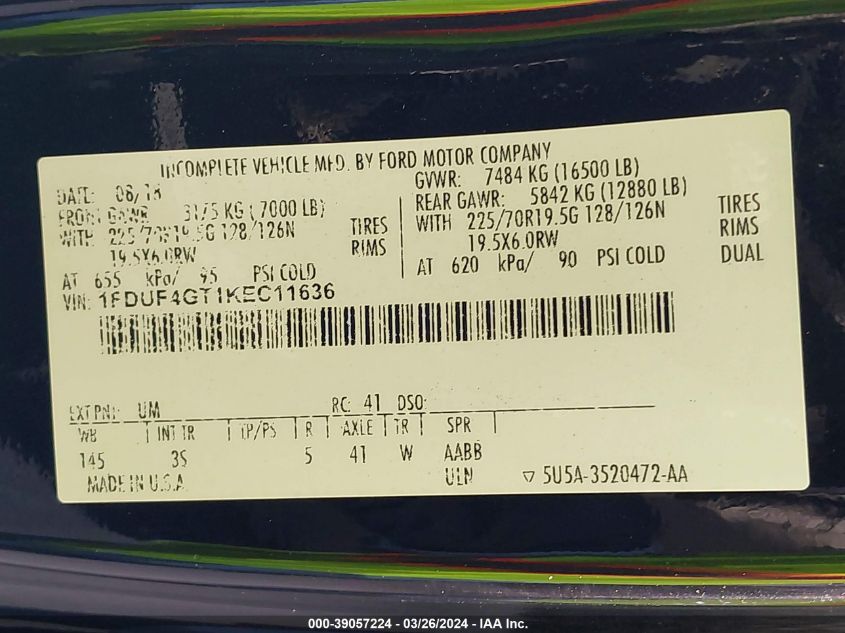 INCOMPLETE VEHICLE MFD. BY FORD MOTOR COMPANY
DATE: 08/18
GVWR: 7484 KG (16500 LB)
FRONT GAWR: 3175 KG (7000 LB)
REAR GAWR: 5842 KG (12880 LB)
WITH 225/70R19.5G 128/126N TIRES
WITH 225/70R19.5G 128/126N TIRES
19.5X6.0RW RIMS
19.5X6.0RW RIMS
AT 655 kPa/ 95 PSI COLD
AT 620 kPa/ 90 PSI COLD DUAL
VIN: 1FDUF4GT1KEC11636
EXT PNT: UM RC: 41 DSO:
WB INT TR TP/PS R AXLE TR SPR
145 3S 5 41 W AABB
MADE IN U.S.A. ULN ▽ 5U5A-3520472-AA
000-39057224 - 03/26/2024 - IAA Inc.